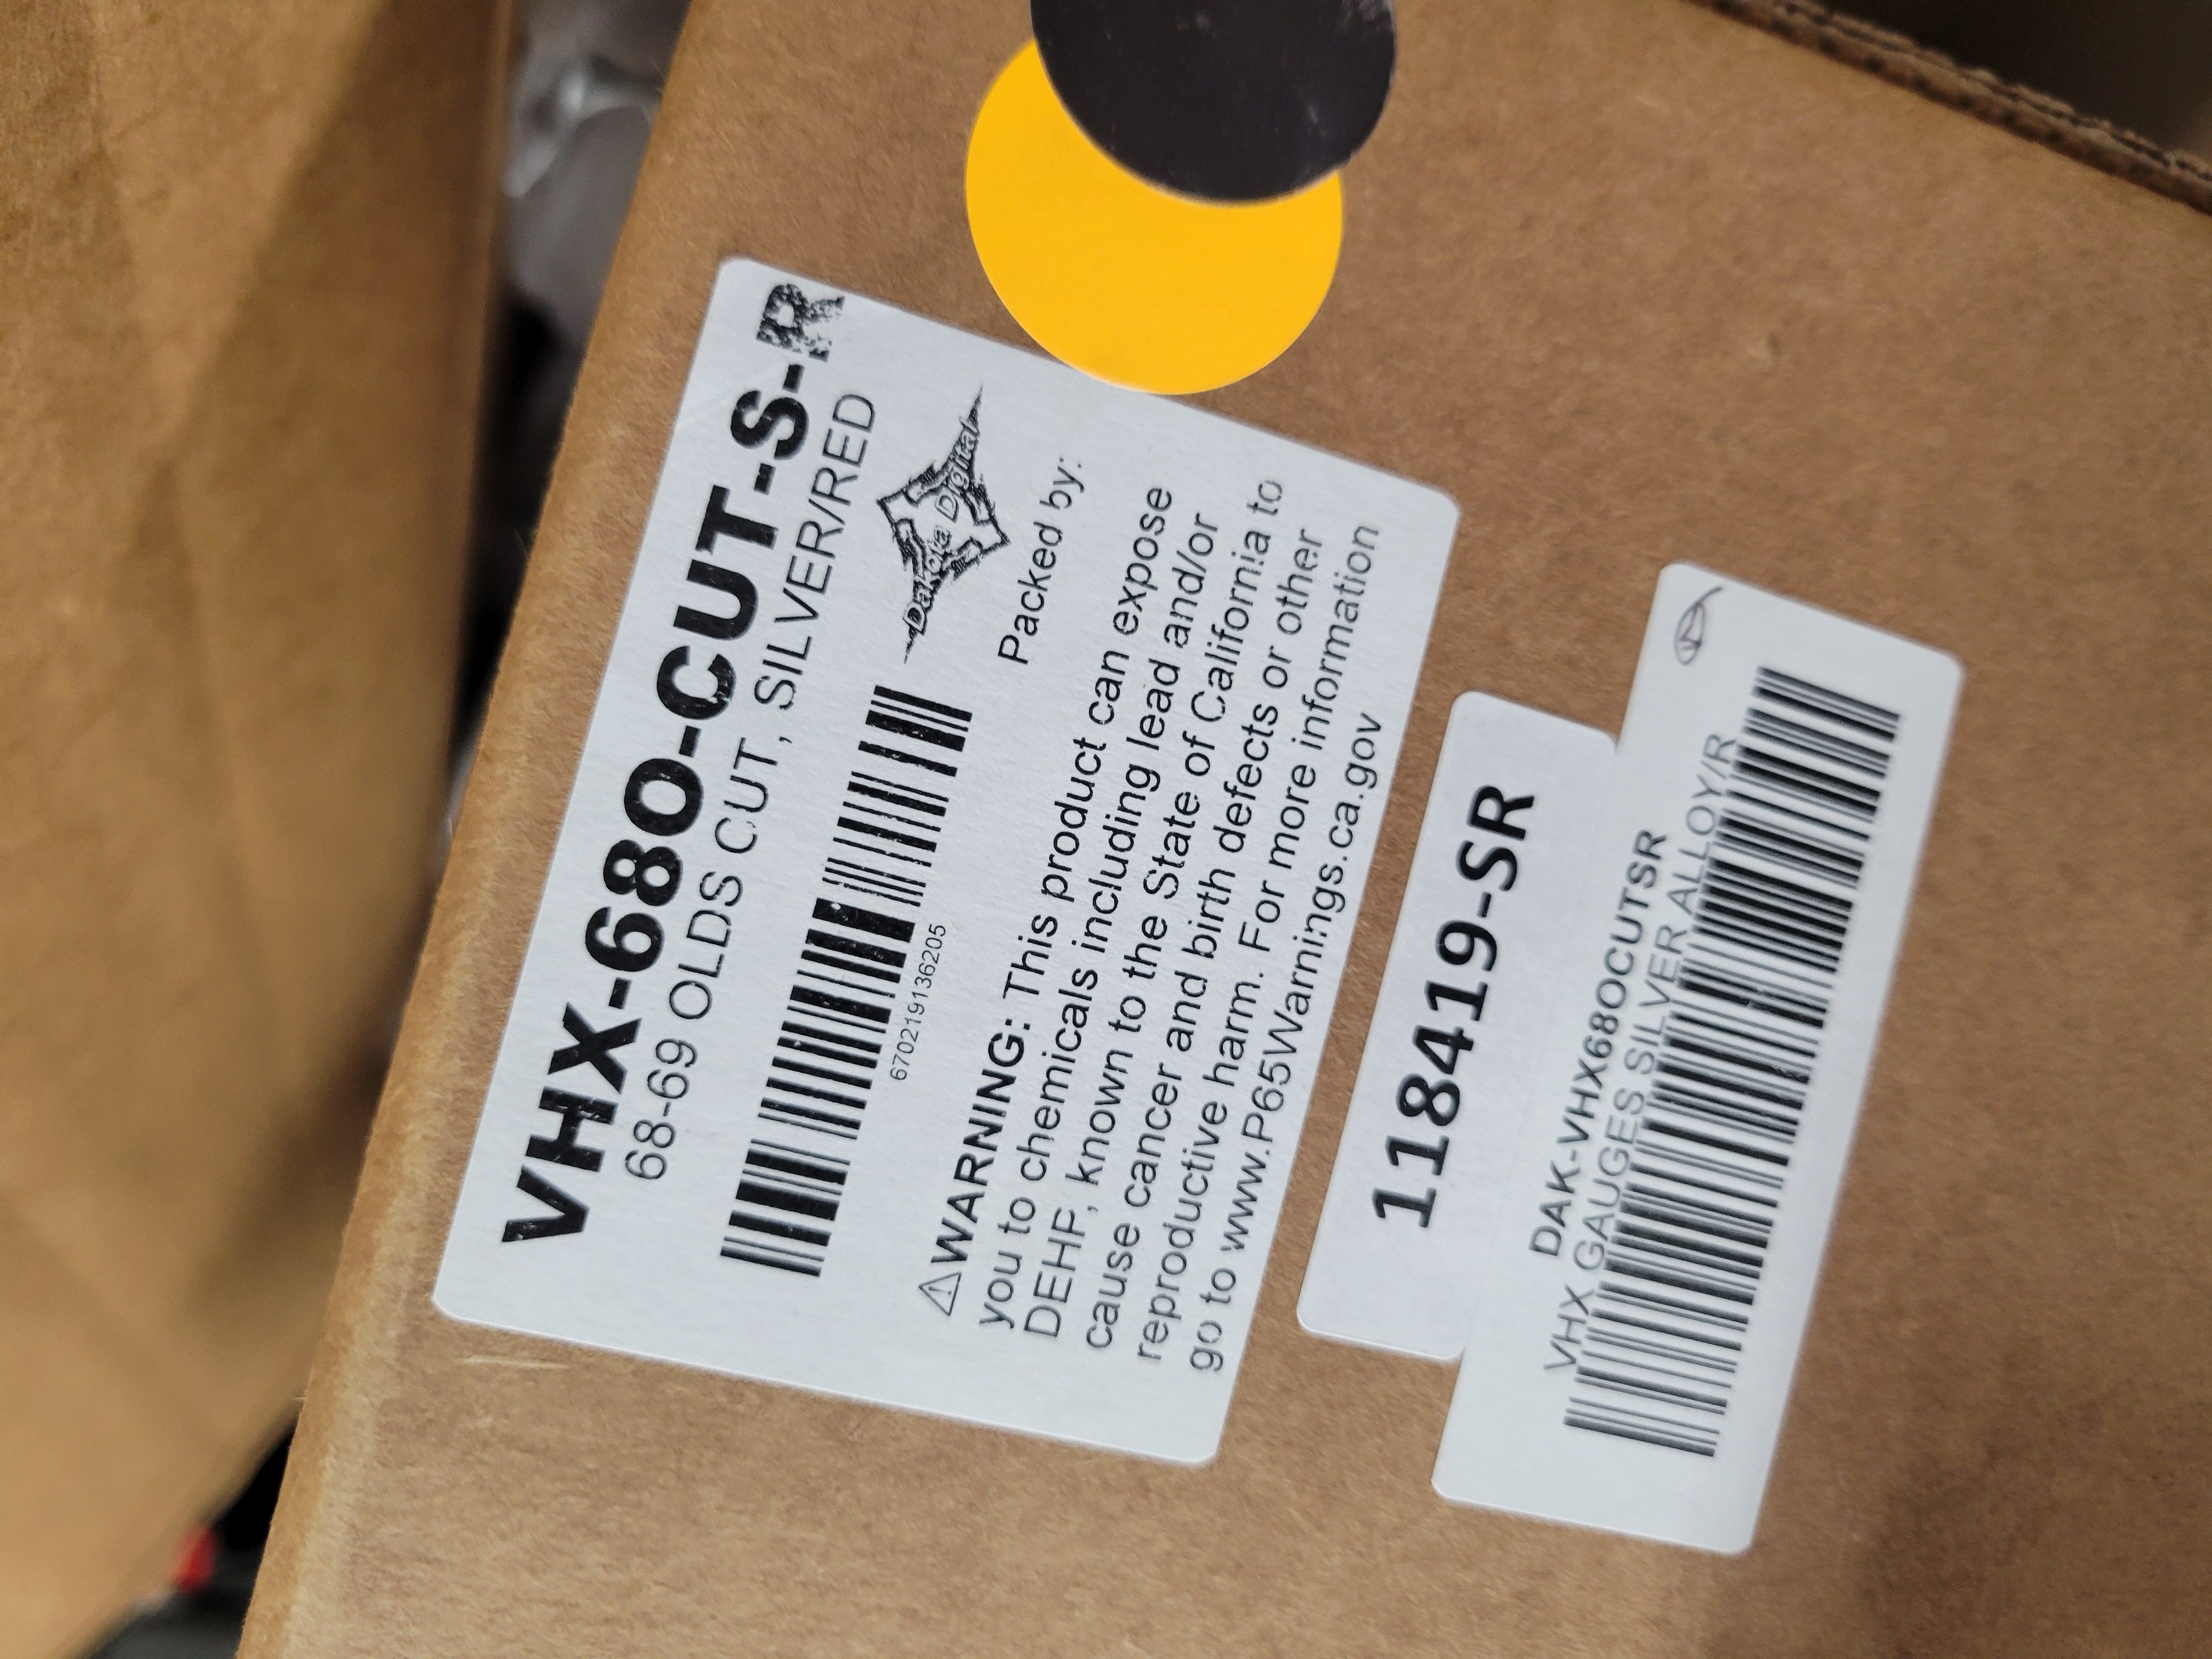 VHX-68O-CUT-S-R
68-69 OLDS CUT, SILVER/RED
670219136205
Dakota Digital
Packed by:
⚠WARNING: This product can expose
you to chemicals including lead and/or
DEHF, known to the State of California to
cause cancer and birth defects or other
reproductive harm. For more information
go to www.P65Warnings.ca.gov
118419-SR
DAK-VHX68OCUTSR
VHX GAUGES SILVER ALLOY/R